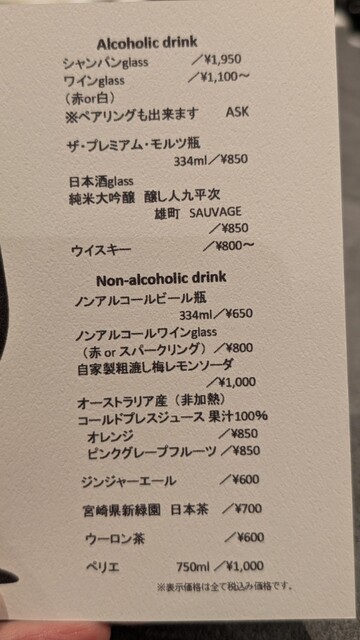 Alcoholic drink
シャンパンglass ／¥1,950
ワインglass ／¥1,100～
（赤or白）
※ペアリングも出来ます ASK
ザ・プレミアム・モルツ瓶
334ml／¥850
日本酒glass
純米大吟醸 醸し人九平次
雄町 SAUVAGE
／¥850
ウイスキー ／¥800～
Non-alcoholic drink
ノンアルコールビール瓶
334ml／¥650
ノンアルコールワインglass
（赤 or スパークリング）／¥800
自家製粗漉し梅レモンソーダ
／¥1,000
オーストラリア産（非加熱）
コールドプレスジュース 果汁100%
オレンジ ／¥850
ピンクグレープフルーツ ／¥850
ジンジャーエール ／¥600
宮崎県新緑園 日本茶 ／¥700
ウーロン茶 ／¥600
ペリエ 750ml ／¥1,000
※表示価格は全て税込み価格です。